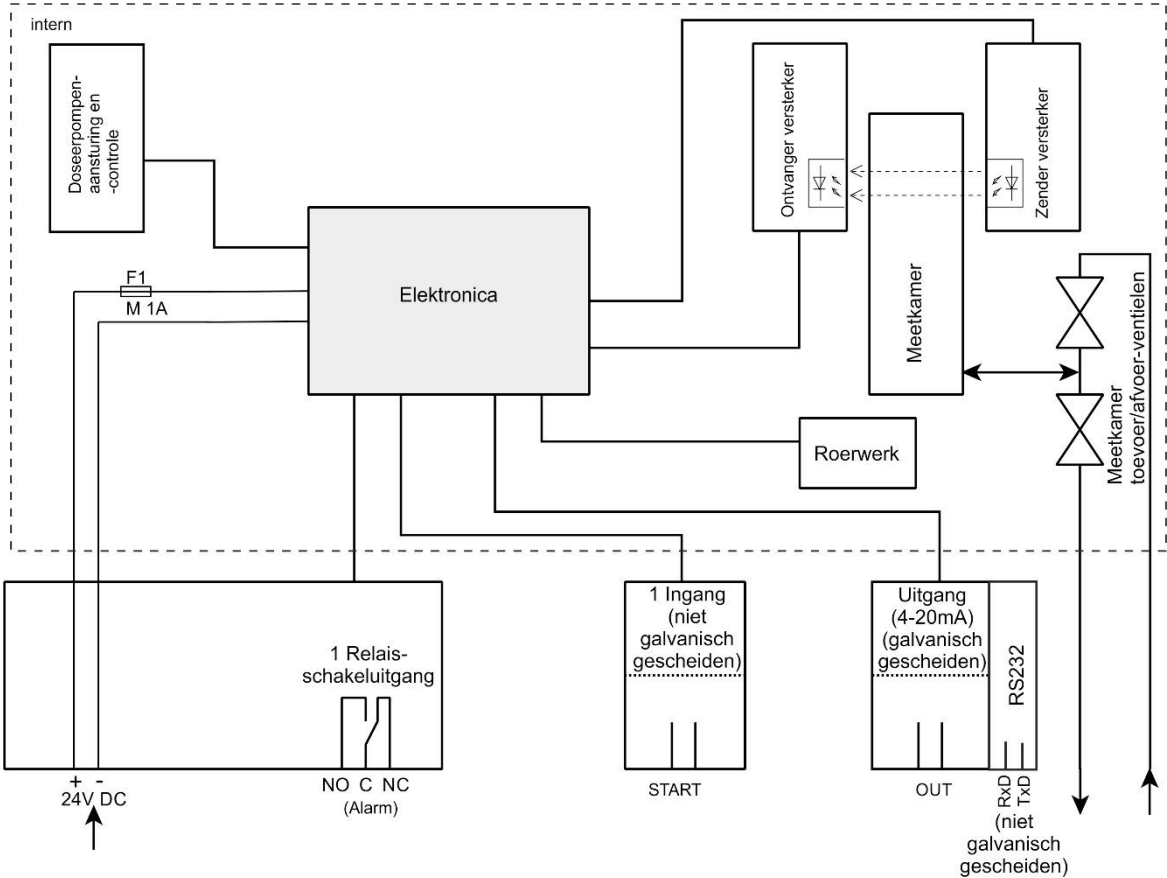 intern
Doseerpompen-
aansturing en
-controle
F1
M 1A
Elektronica
Ontvanger versterker
Meetkamer
Zender versterker
Meetkamer
toevoer/afvoer-ventielen
Roerwerk
1 Relais-
schakeluitgang
NO C NC
(Alarm)
+ -
24V DC
1 Ingang
(niet
galvanisch
gescheiden)
START
Uitgang
(4-20mA)
(galvanisch
gescheiden)
OUT
RS232
RxD
TxD
(niet
galvanisch
gescheiden)